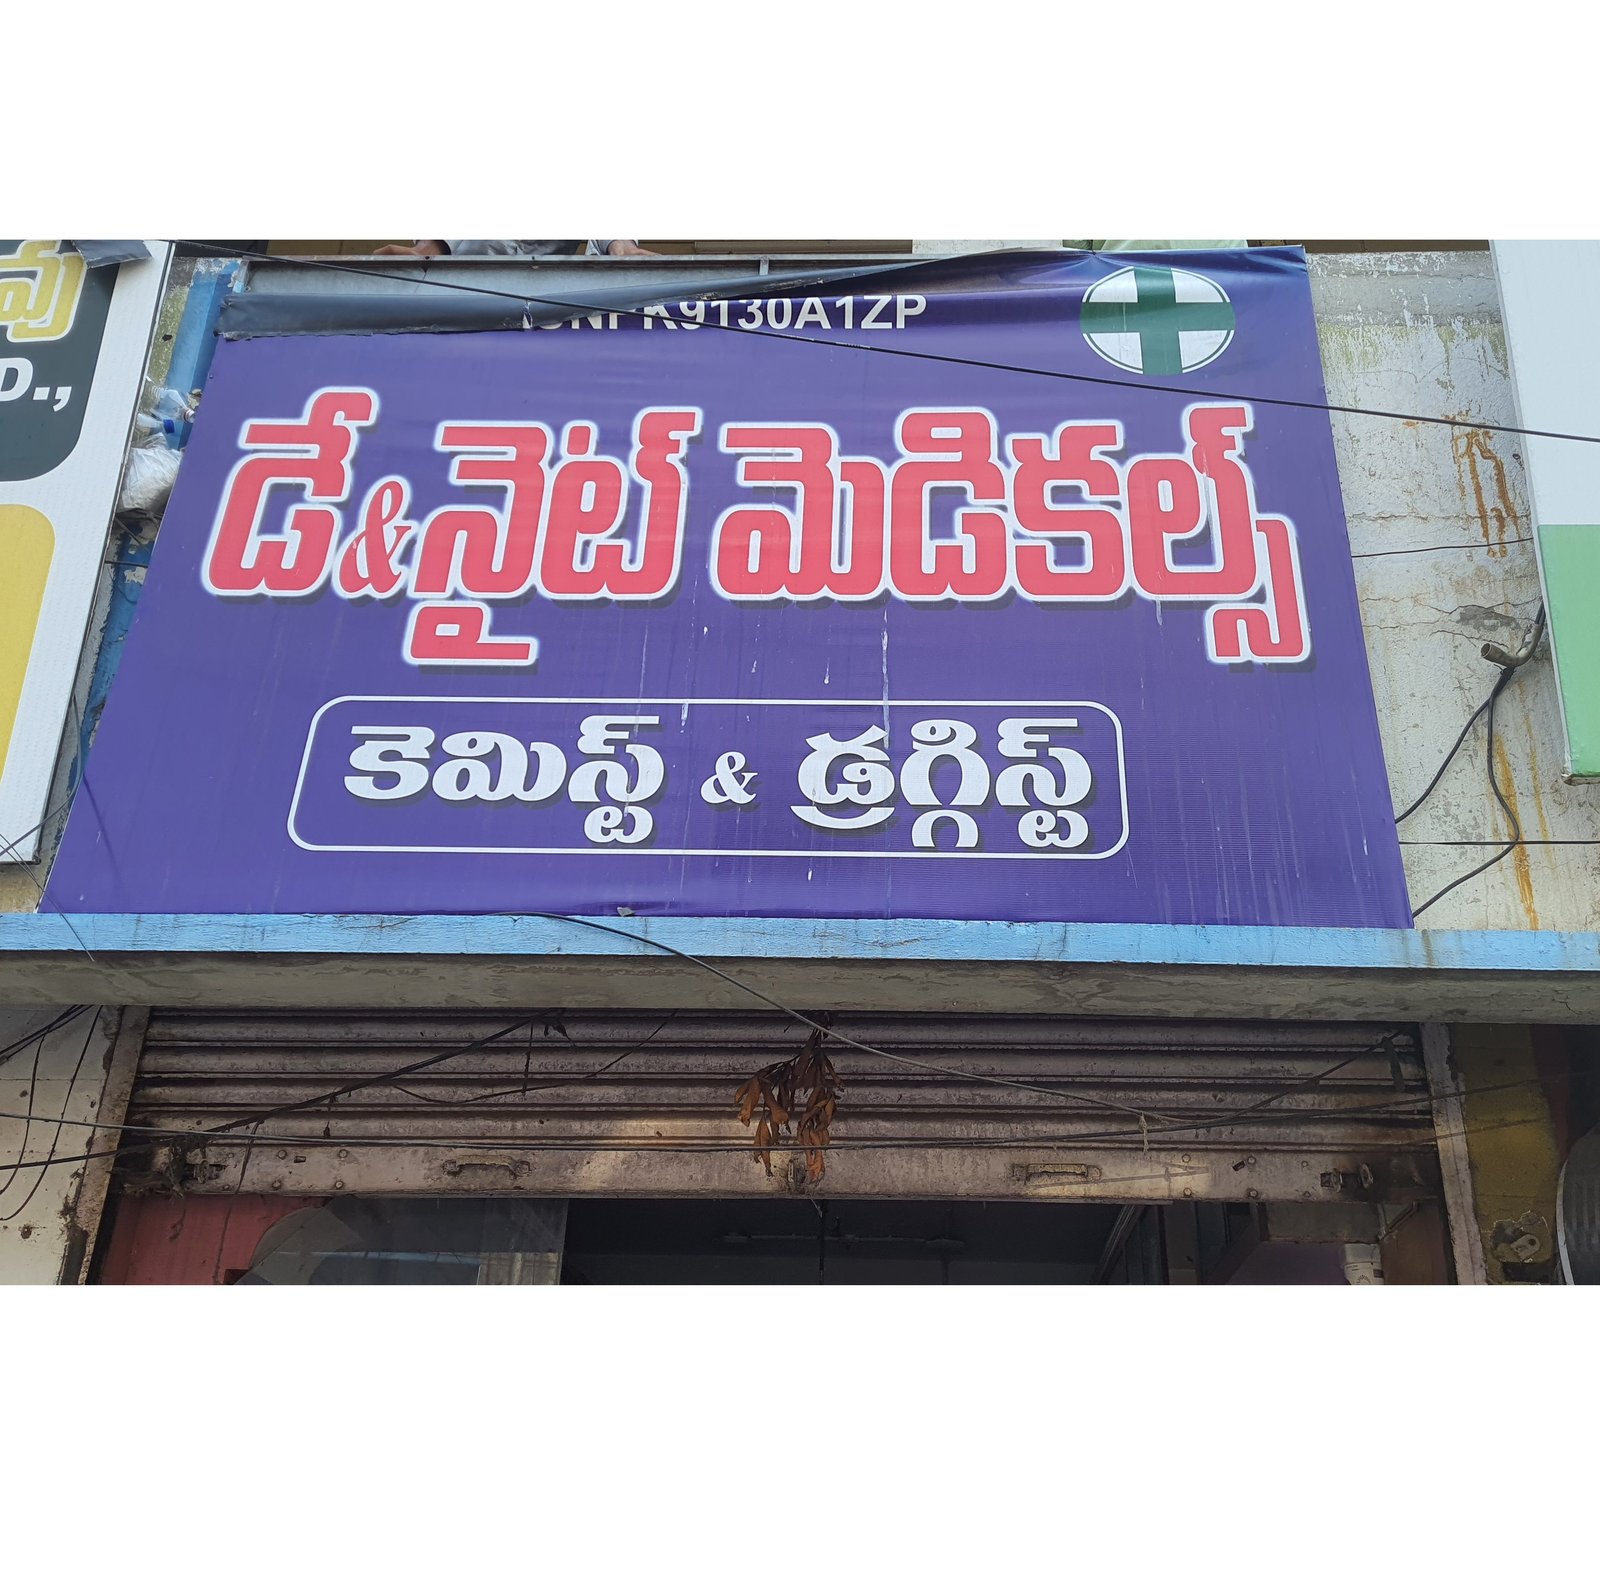 K9130A1ZP
డే & నైట్ మెడికల్స్
కెమిస్ట్ & డ్రగ్గిస్ట్
D.,